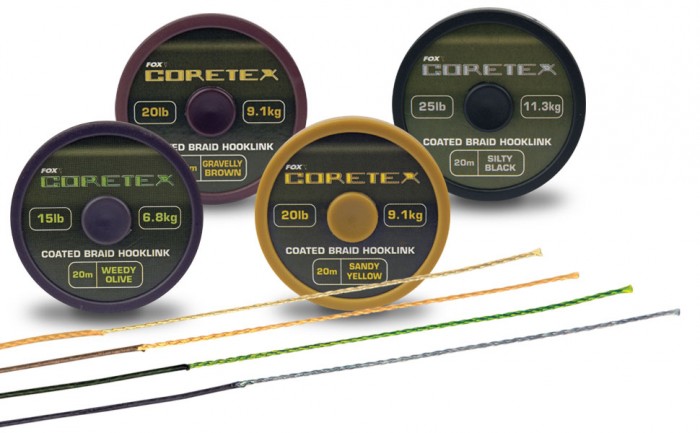 FOX
CORETEX
20lb 9.1kg
COATED BRAID HOOKLINK
20m GRAVELLY
BROWN
FOX
CORETEX
25lb 11.3kg
COATED BRAID HOOKLINK
20m SILTY
BLACK
FOX
CORETEX
15lb 6.8kg
COATED BRAID HOOKLINK
20m WEEDY
OLIVE
FOX
CORETEX
20lb 9.1kg
COATED BRAID HOOKLINK
20m SANDY
YELLOW